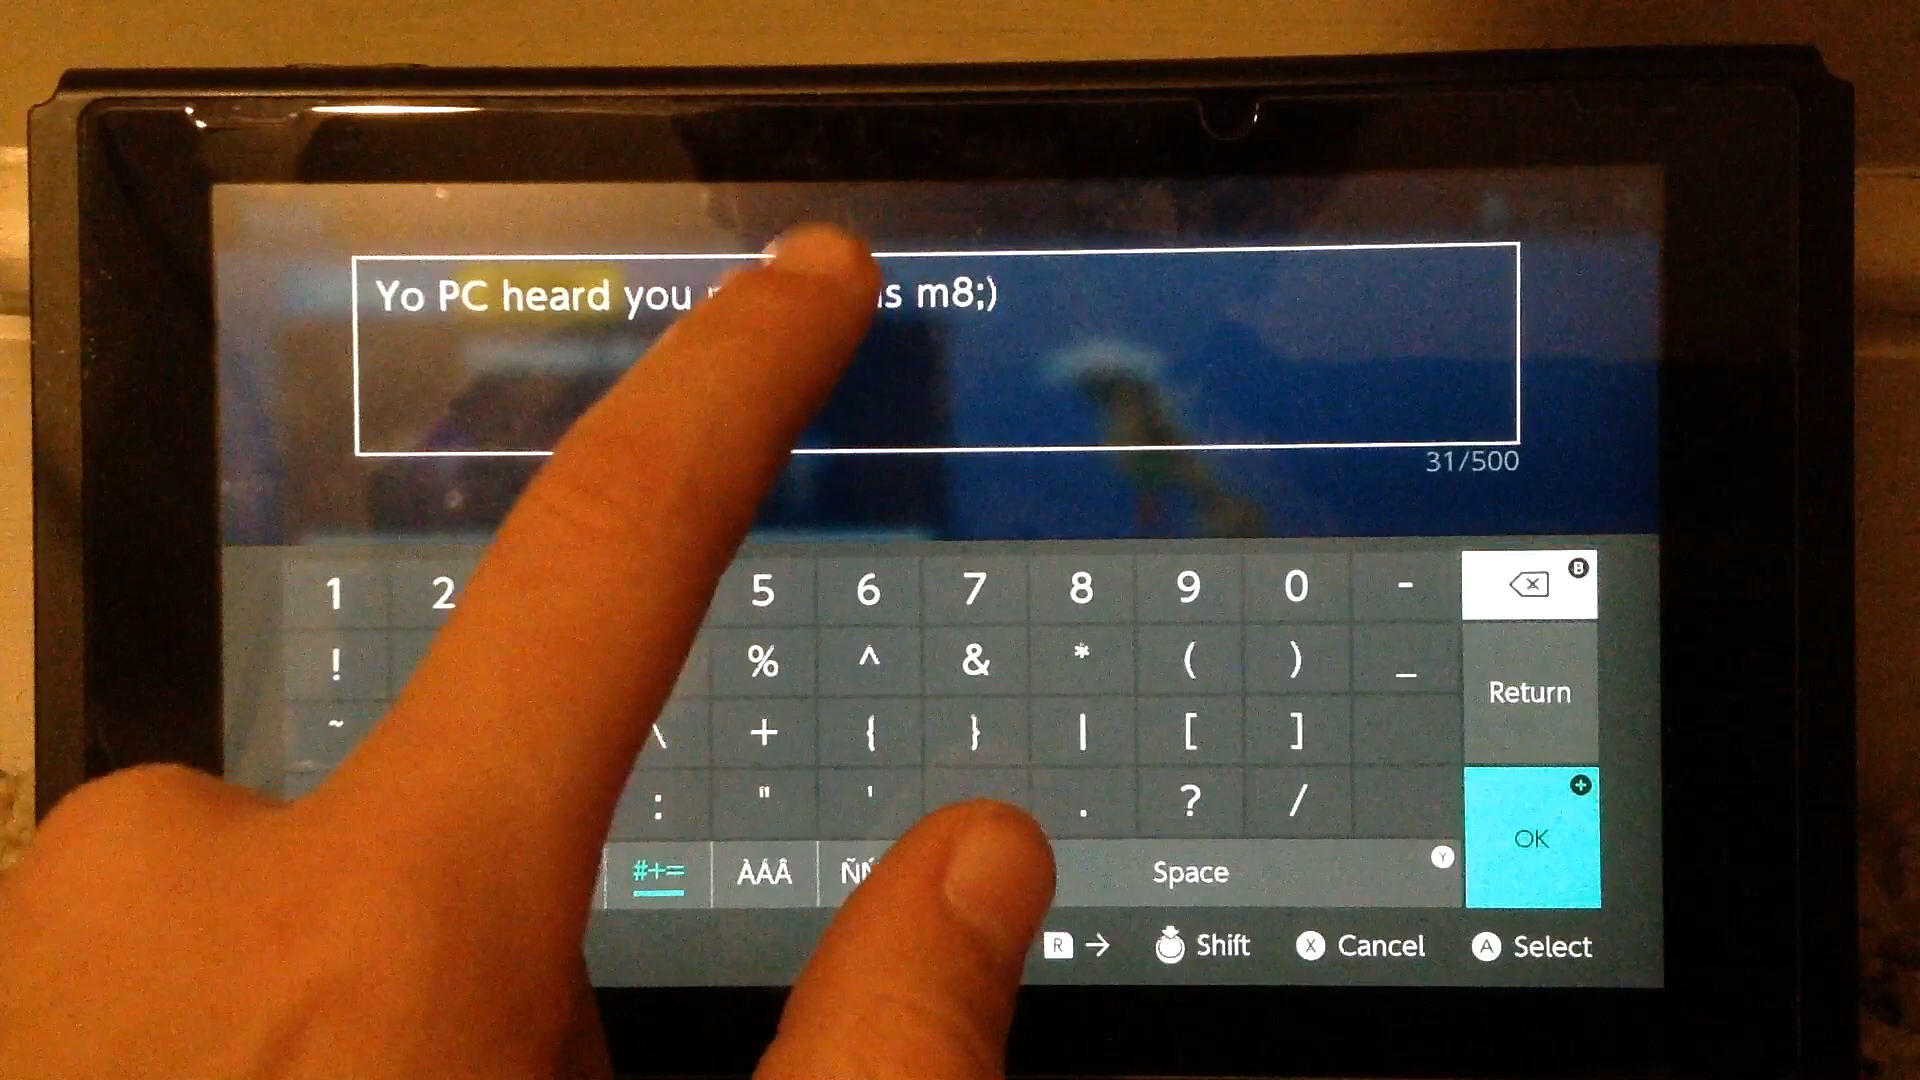 Yo PC heard you m8;)
31/500
1 2 5 6 7 8 9 0 -
! % ^ & * ( ) _
Return
~ \ + { } | [ ]
: " ' . ? /
OK
#+= ÀÁÂ Space
R → Shift X Cancel A Select